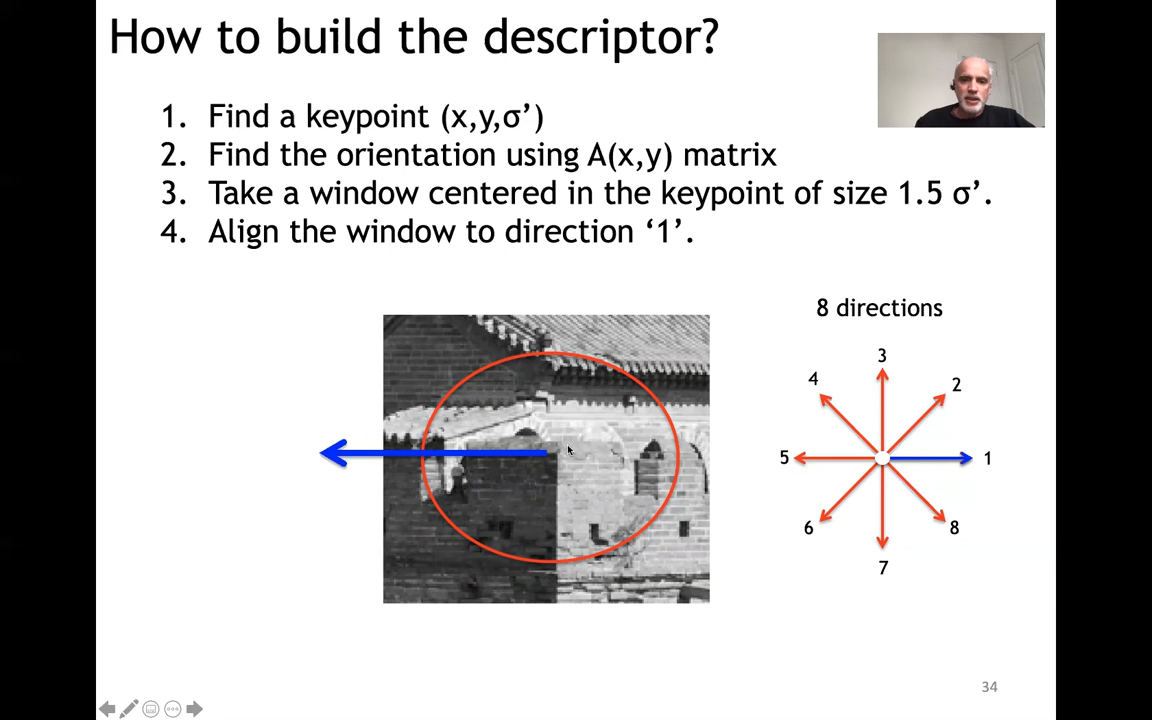 How to build the descriptor?
1. Find a keypoint (x,y,σ’)
2. Find the orientation using A(x,y) matrix
3. Take a window centered in the keypoint of size 1.5 σ’.
4. Align the window to direction ‘1’.
8 directions
3
4
2
5
1
6
8
7
34